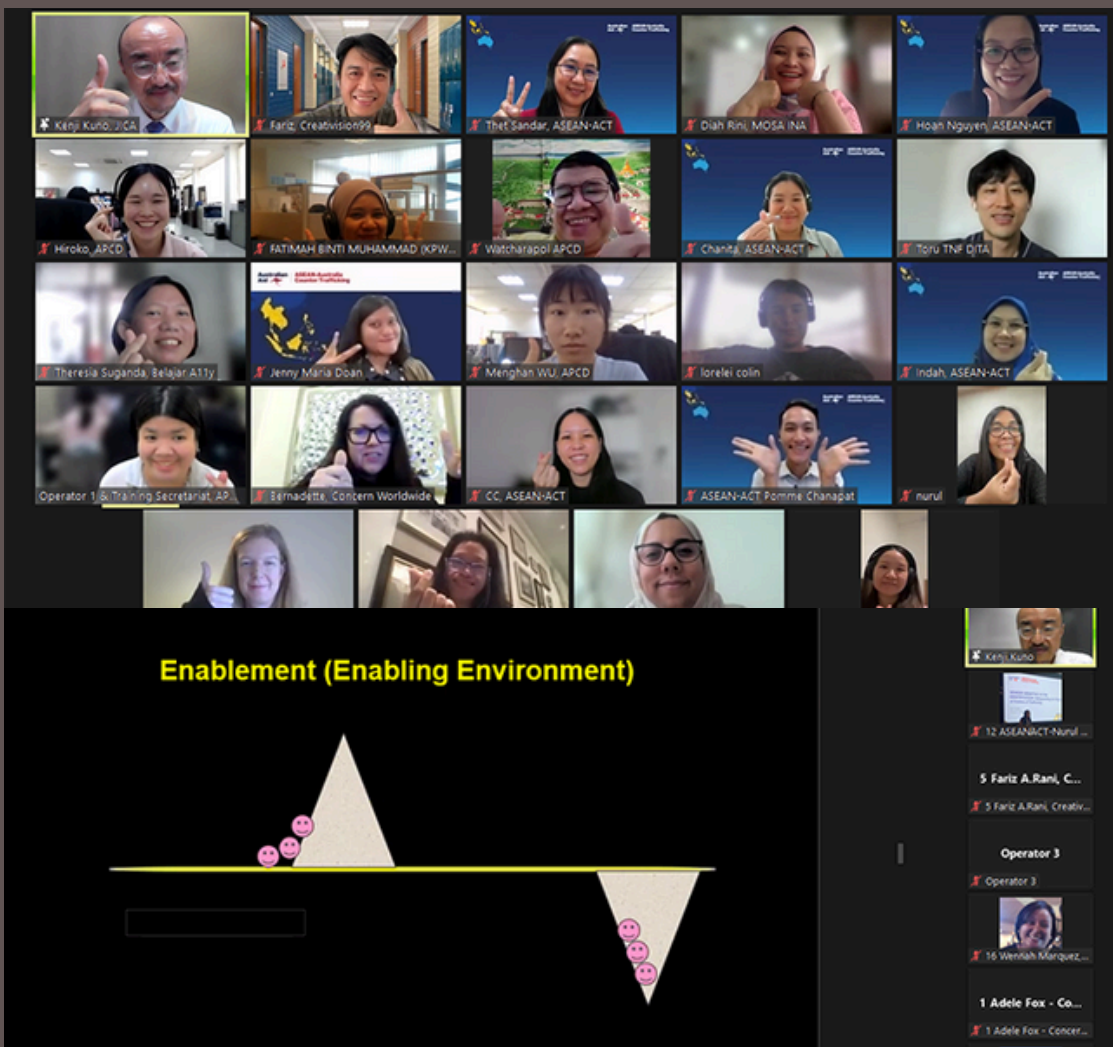 Kenji Kuno, JICA
Fariz, Creativision99
Thet Sandar, ASEAN-ACT
Diah Rini, MOSA INA
Hoan Nguyen, ASEAN-ACT
Hiroko, APCD
FATIMAH BINTI MUHAMMAD (KPW...
Watcharapol APCD
Chanita, ASEAN-ACT
Toru TNF DITA
Theresia Suganda, Belajar A11y
Australian Aid
ASEAN-Australia
Counter Trafficking
Jenny Maria Doan
Menghan WU, APCD
lorelei colin
Indah, ASEAN-ACT
Operator 1 & Training Secretariat, AP...
Bernadette, Concern Worldwide
CC, ASEAN-ACT
ASEAN-ACT Pomme Chanapat
nurul
Enablement (Enabling Environment)
Kenji Kuno
12 ASEANACT-Nurul ...
5 Fariz A.Rani, C...
5 Fariz A.Rani, Creativ...
Operator 3
Operator 3
16 Wennah Marquez,...
1 Adele Fox - Co...
1 Adele Fox - Concer...